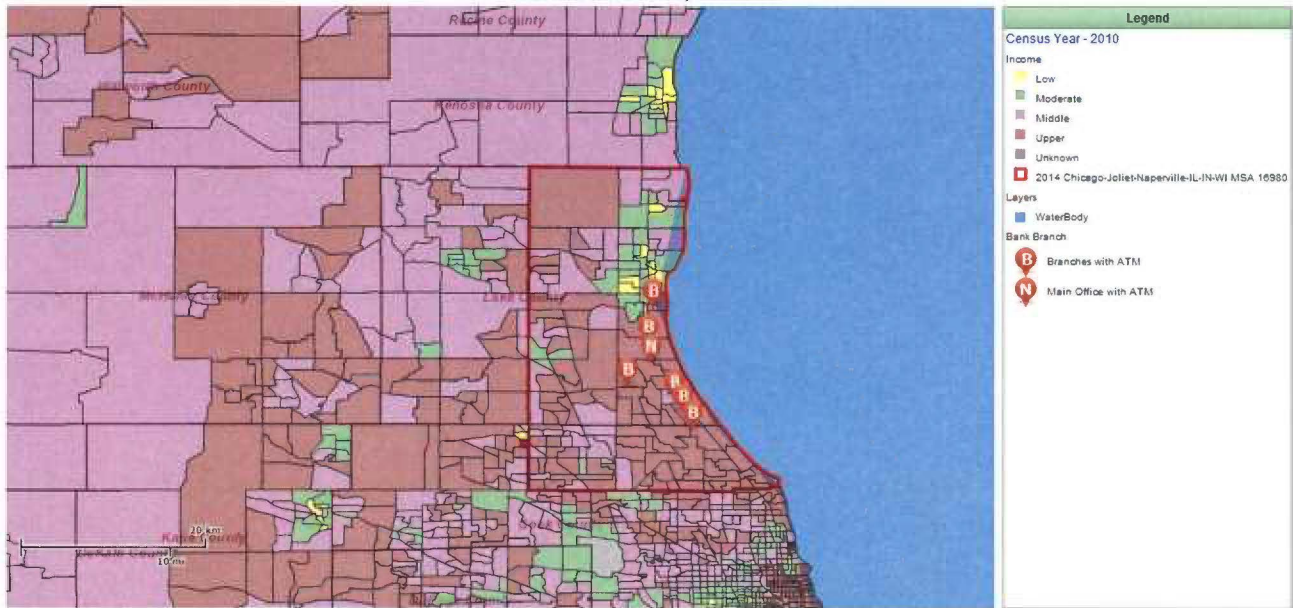 Racine County
Kenosha County
Lake County
Kane County
20 km
10 mi
B
B
N
B
B
B
Legend
Census Year - 2010
Income
Low
Moderate
Middle
Upper
Unknown
2014 Chicago-Joliet-Naperville-IL-IN-WI MSA 16980
Layers
WaterBody
Bank Branch
B Branches with ATM
N Main Office with ATM